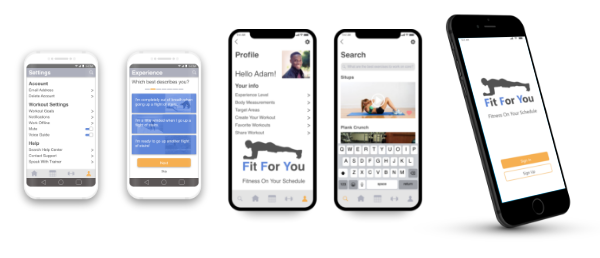 Settings
Account
Email Address
Delete Account
Workout Settings
Workout Goals
Notifications
Apps Offline
Mute
Voice Guide
Help
Search Help Center
Contact Support
Speak With Trainer
Experience
Which best describes you?
I'm completely out of breath when
going up a flight of stairs.
I'm a little winded when I go up a
flight of stairs.
I'm ready to go up another flight
of stairs!
Next
Skip
Profile
Hello Adam!
Your info
Experience Level
Body Measurements
Target Areas
Create Your Workout
Favorite Workouts
Share Workout
Fit For You
Fitness On Your Schedule
Search
Situps
Plank Crunch
Q W E R T Y U I O P
A S D F G H J K L
Z X C V B N M
space
Fit For You
Fitness On Your Schedule
Sign In
Sign Up